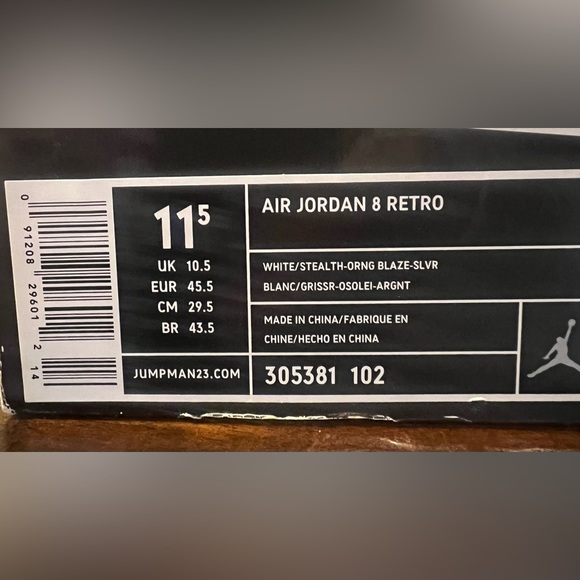 0 91208 29601 2 14
11⁵
UK 10.5
EUR 45.5
CM 29.5
BR 43.5
JUMPMAN23.COM
AIR JORDAN 8 RETRO
WHITE/STEALTH-ORNG BLAZE-SLVR
BLANC/GRISSR-OSOLEI-ARGNT
MADE IN CHINA/FABRIQUE EN
CHINE/HECHO EN CHINA
305381 102